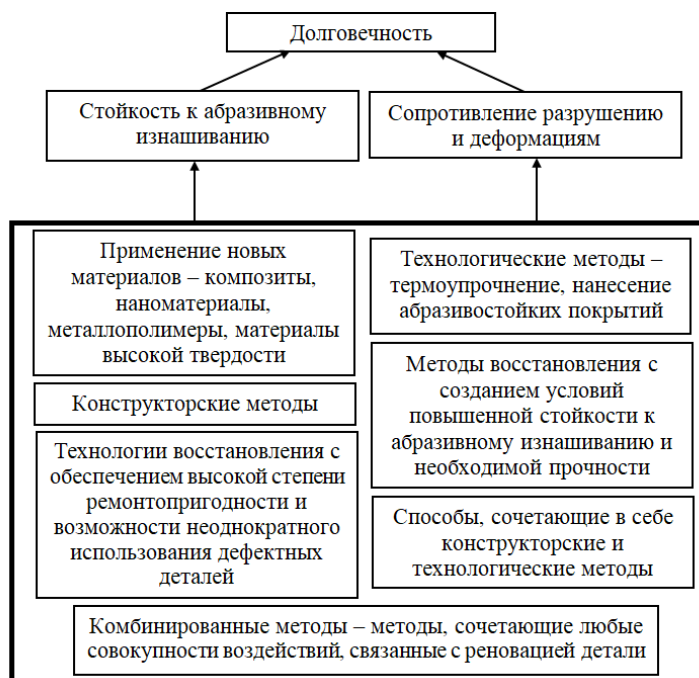 Долговечность
Стойкость к абразивному
изнашиванию
Сопротивление разрушению
и деформациям
Применение новых
материалов – композиты,
наноматериалы,
металлополимеры, материалы
высокой твердости
Конструкторские методы
Технологии восстановления с
обеспечением высокой степени
ремонтопригодности и
возможности неоднократного
использования дефектных
деталей
Технологические методы –
термоупрочнение, нанесение
абразивостойких покрытий
Методы восстановления с
созданием условий
повышенной стойкости к
абразивному изнашиванию и
необходимой прочности
Способы, сочетающие в себе
конструкторские и
технологические методы
Комбинированные методы – методы, сочетающие любые
совокупности воздействий, связанные с реновацией детали